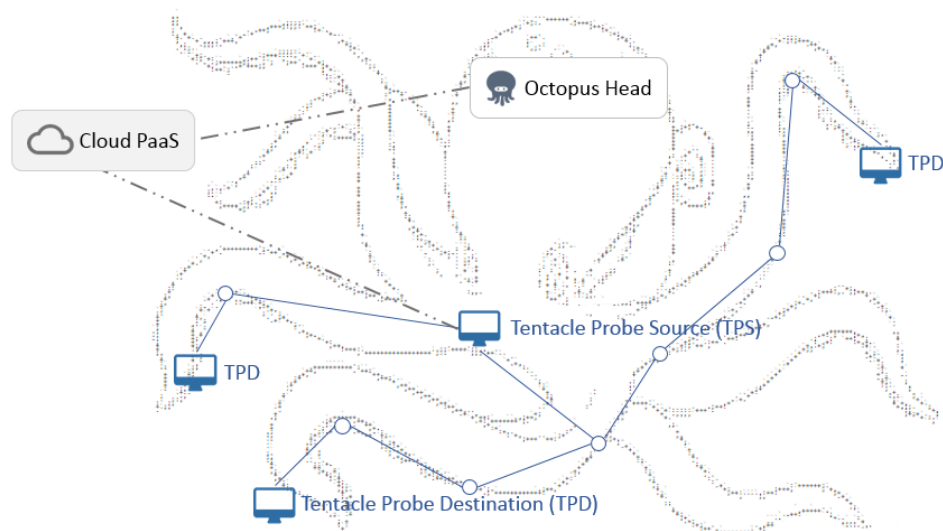 Octopus Head
Cloud PaaS
TPD
Tentacle Probe Source (TPS)
TPD
Tentacle Probe Destination (TPD)